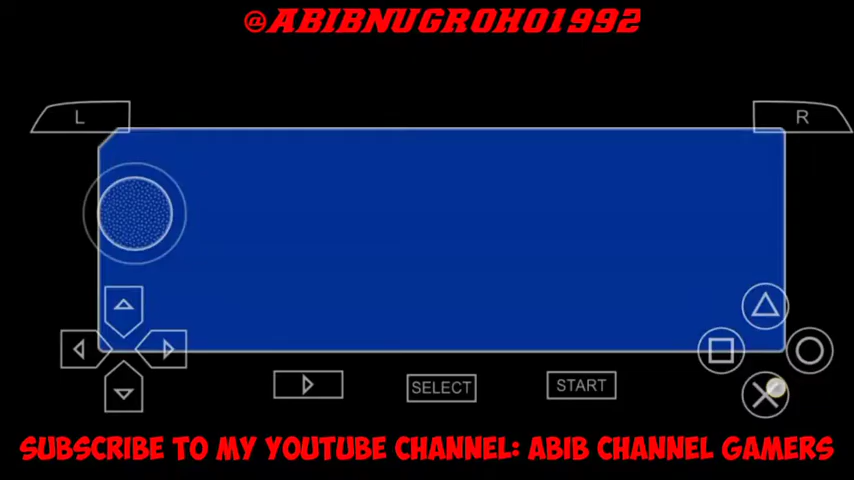 @ABIBNUGROHO1992
L
R
SELECT
START
SUBSCRIBE TO MY YOUTUBE CHANNEL: ABIB CHANNEL GAMERS